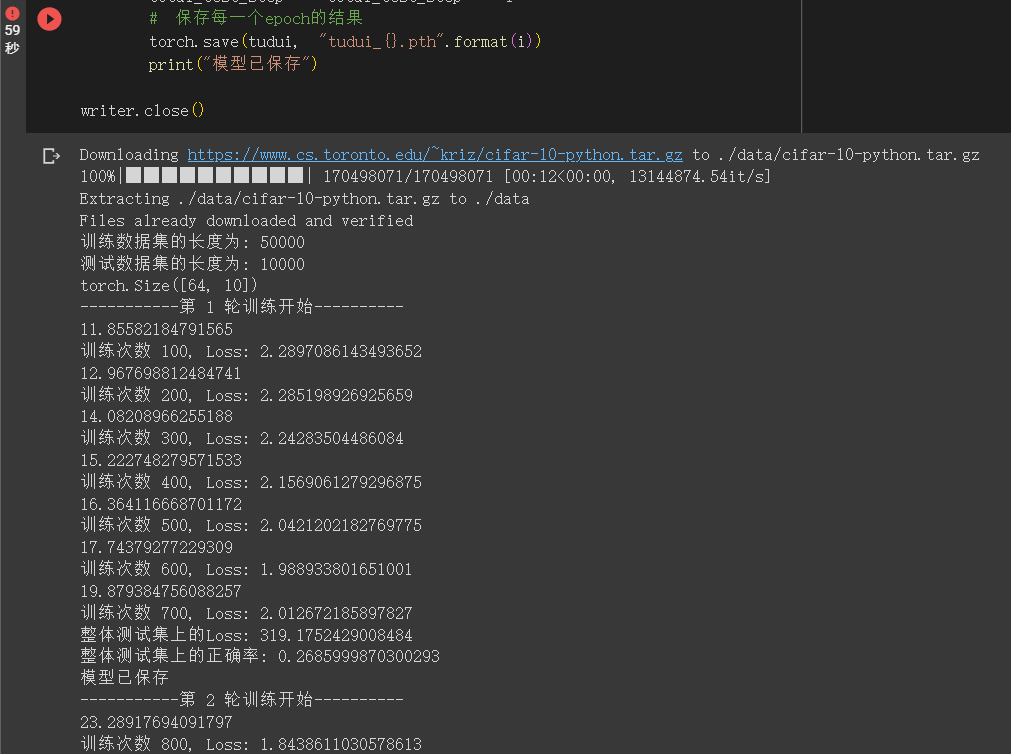 59
秒
# 保存每一个epoch的结果
torch.save(tudui, "tudui_{}.pth".format(i))
print("模型已保存")
writer.close()
Downloading https://www.cs.toronto.edu/~kriz/cifar-10-python.tar.gz to ./data/cifar-10-python.tar.gz
100%|██████████| 170498071/170498071 [00:12<00:00, 13144874.54it/s]
Extracting ./data/cifar-10-python.tar.gz to ./data
Files already downloaded and verified
训练数据集的长度为: 50000
测试数据集的长度为: 10000
torch.Size([64, 10])
-----------第 1 轮训练开始----------
11.85582184791565
训练次数 100, Loss: 2.2897086143493652
12.967698812484741
训练次数 200, Loss: 2.285198926925659
14.08208966255188
训练次数 300, Loss: 2.24283504486084
15.222748279571533
训练次数 400, Loss: 2.1569061279296875
16.364116668701172
训练次数 500, Loss: 2.0421202182769775
17.74379277229309
训练次数 600, Loss: 1.988933801651001
19.879384756088257
训练次数 700, Loss: 2.012672185897827
整体测试集上的Loss: 319.1752429008484
整体测试集上的正确率: 0.2685999870300293
模型已保存
-----------第 2 轮训练开始----------
23.28917694091797
训练次数 800, Loss: 1.8438611030578613